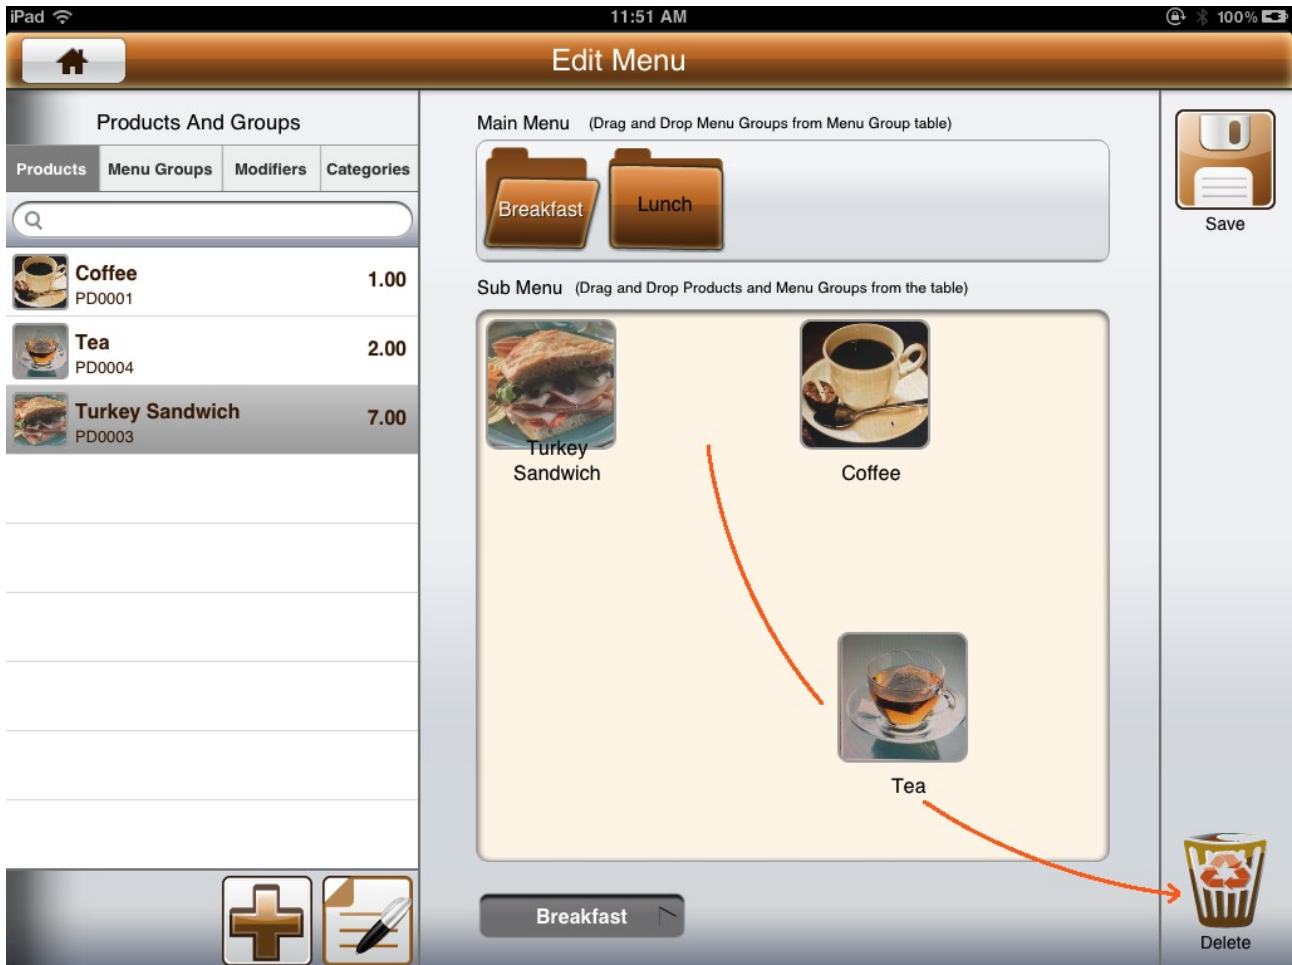 iPad 11:51 AM 100%
Edit Menu
Products And Groups
Products Menu Groups Modifiers Categories
Coffee 1.00
PD0001
Tea 2.00
PD0004
Turkey Sandwich 7.00
PD0003
Main Menu (Drag and Drop Menu Groups from Menu Group table)
Breakfast Lunch
Sub Menu (Drag and Drop Products and Menu Groups from the table)
Turkey
Sandwich Coffee
Tea
Breakfast
Save
Delete